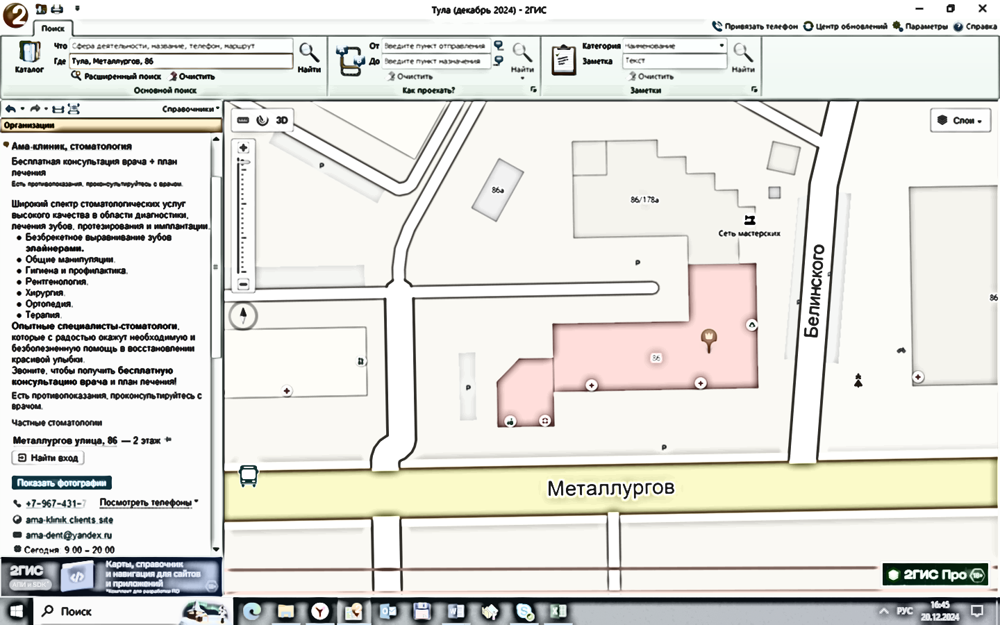 Тула (декабрь 2024) - 2ГИС
Поиск
Привязать телефон
Центр обновлений
Параметры
Справка
Каталог
Что
Сфера деятельности, название, телефон, маршрут
Где
Тула, Металлургов, 86
Найти
Расширенный поиск
Очистить
Основной поиск
От
Введите пункт отправления
До
Введите пункт назначения
Найти
Очистить
Как проехать?
Категория
Наименование
Заметка
Текст
Найти
Очистить
Заметки
Справочники
Организации
Ама-клиник, стоматология
Бесплатная консультация врача + план
лечения
Есть противопоказания, проконсультируйтесь с врачом.
Широкий спектр стоматологических услуг
высокого качества в области диагностики,
лечения зубов, протезирования и имплантации.
• Безбрекетное выравнивание зубов
элайнерами.
• Общие манипуляции.
• Гигиена и профилактика.
• Рентгенология.
• Хирургия.
• Ортопедия.
• Терапия.
Опытные специалисты-стоматологи,
которые с радостью окажут необходимую и
безболезненную помощь в восстановлении
красивой улыбки.
Звоните, чтобы получить бесплатную
консультацию врача и план лечения!
Есть противопоказания, проконсультируйтесь с
врачом.
Частные стоматологии
Металлургов улица, 86 — 2 этаж
Найти вход
Показать фотографии
+7-967-431-7
Посмотреть телефоны
ama-klinik.clients.site
ama-dent@yandex.ru
Сегодня 9:00 – 20:00
2ГИС
АПИ и SDK*
Карты, справочник
и навигация для сайтов
и приложений
*Комплект для разработки ПО
3D
Слои
P
86а
86/178а
Сеть мастерских
P
Белинского
P
86
86
P
P
Металлургов
2ГИС Про
18+
Поиск
РУС
16:45
20.12.2024